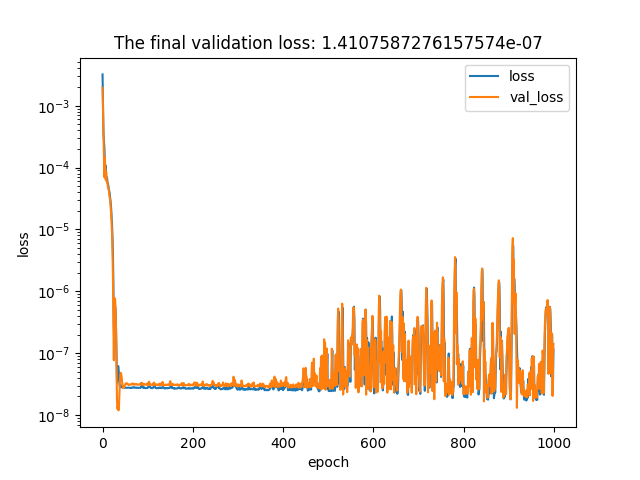 The final validation loss: 1.4107587276157574e-07
loss
val_loss
10⁻³
10⁻⁴
10⁻⁵
10⁻⁶
10⁻⁷
10⁻⁸
loss
0 200 400 600 800 1000
epoch